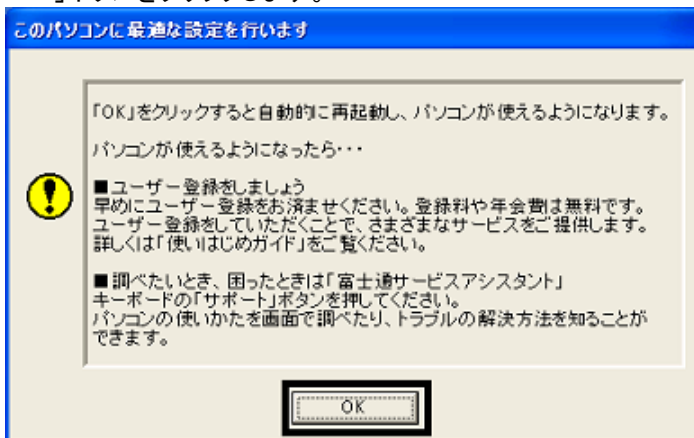 」ボタンをクリックします。
このパソコンに最適な設定を行います
「OK」をクリックすると自動的に再起動し、パソコンが使えるようになります。
パソコンが使えるようになったら・・・
■ユーザー登録をしましょう
早めにユーザー登録をお済ませください。登録料や年会費は無料です。
ユーザー登録をしていただくことで、さまざまなサービスをご提供します。
詳しくは「使いはじめガイド」をご覧ください。
■調べたいとき、困ったときは「富士通サービスアシスタント」
キーボードの「サポート」ボタンを押してください。
パソコンの使いかたを画面で調べたり、トラブルの解決方法を知ることが
できます。
OK